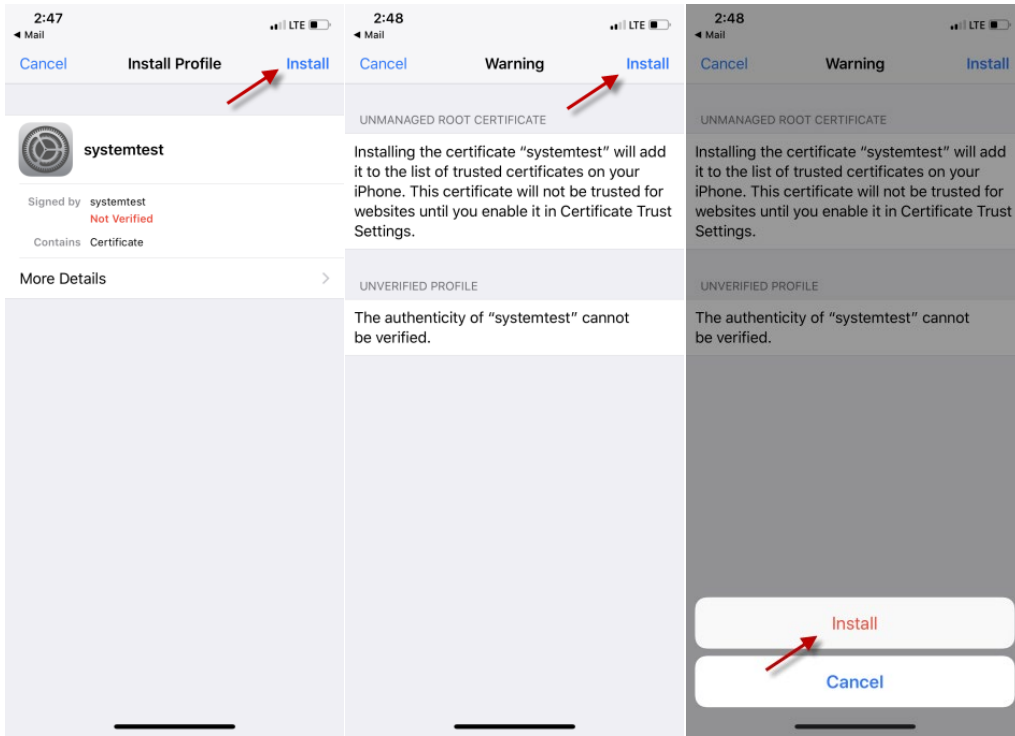 2:47
LTE
◀ Mail
Cancel
Install Profile
Install
systemtest
Signed by systemtest
Not Verified
Contains Certificate
More Details
2:48
LTE
◀ Mail
Cancel
Warning
Install
UNMANAGED ROOT CERTIFICATE
Installing the certificate “systemtest” will add
it to the list of trusted certificates on your
iPhone. This certificate will not be trusted for
websites until you enable it in Certificate Trust
Settings.
UNVERIFIED PROFILE
The authenticity of “systemtest” cannot
be verified.
2:48
LTE
◀ Mail
Cancel
Warning
Install
UNMANAGED ROOT CERTIFICATE
Installing the certificate “systemtest” will add
it to the list of trusted certificates on your
iPhone. This certificate will not be trusted for
websites until you enable it in Certificate Trust
Settings.
UNVERIFIED PROFILE
The authenticity of “systemtest” cannot
be verified.
Install
Cancel